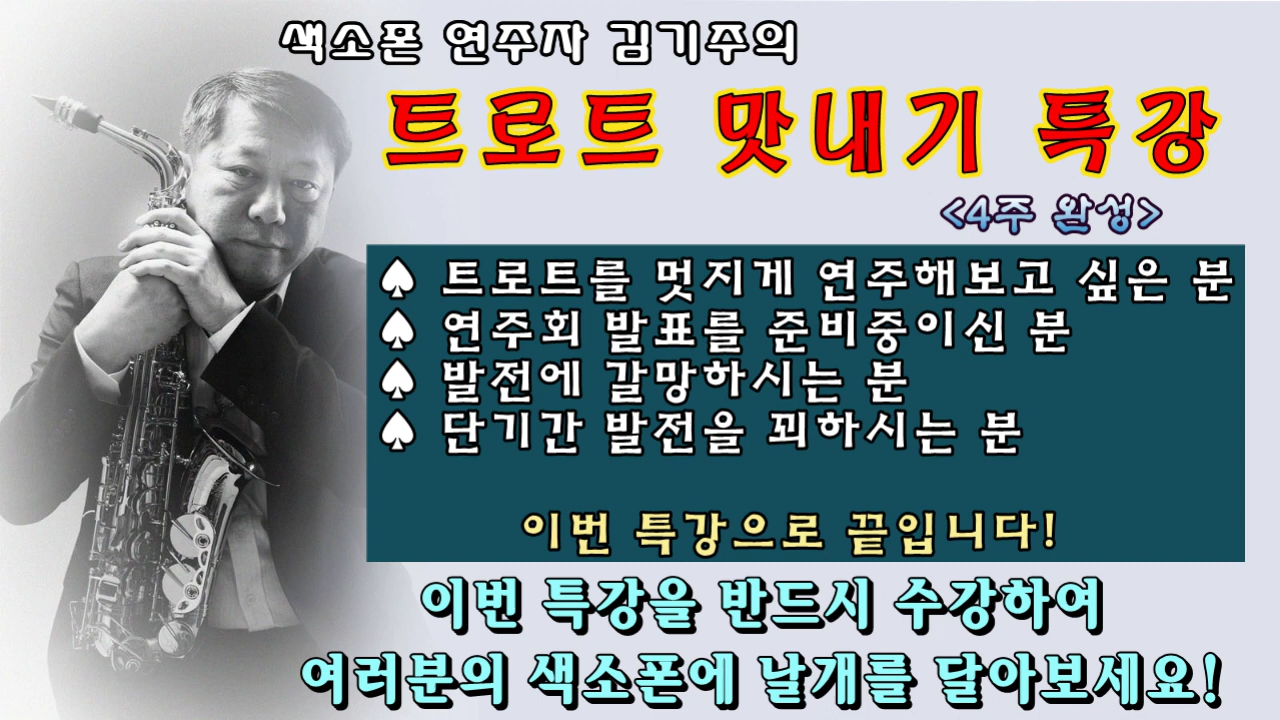 색소폰 연주자 김기주의
트로트 맛내기 특강
<4주 완성>
♠ 트로트를 멋지게 연주해보고 싶은 분
♠ 연주회 발표를 준비중이신 분
♠ 발전에 갈망하시는 분
♠ 단기간 발전을 꾀하시는 분
이번 특강으로 끝입니다!
이번 특강을 반드시 수강하여
여러분의 색소폰에 날개를 달아보세요!